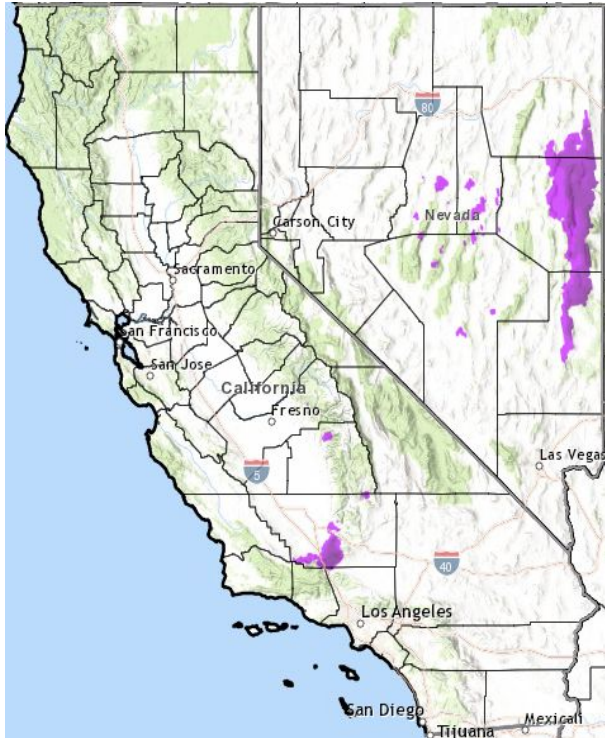 80
Nevada
Carson City
Sacramento
San Francisco
San Jose
California
Fresno
5
Las Vegas
40
Los Angeles
San Diego
Mexicali
Tijuana